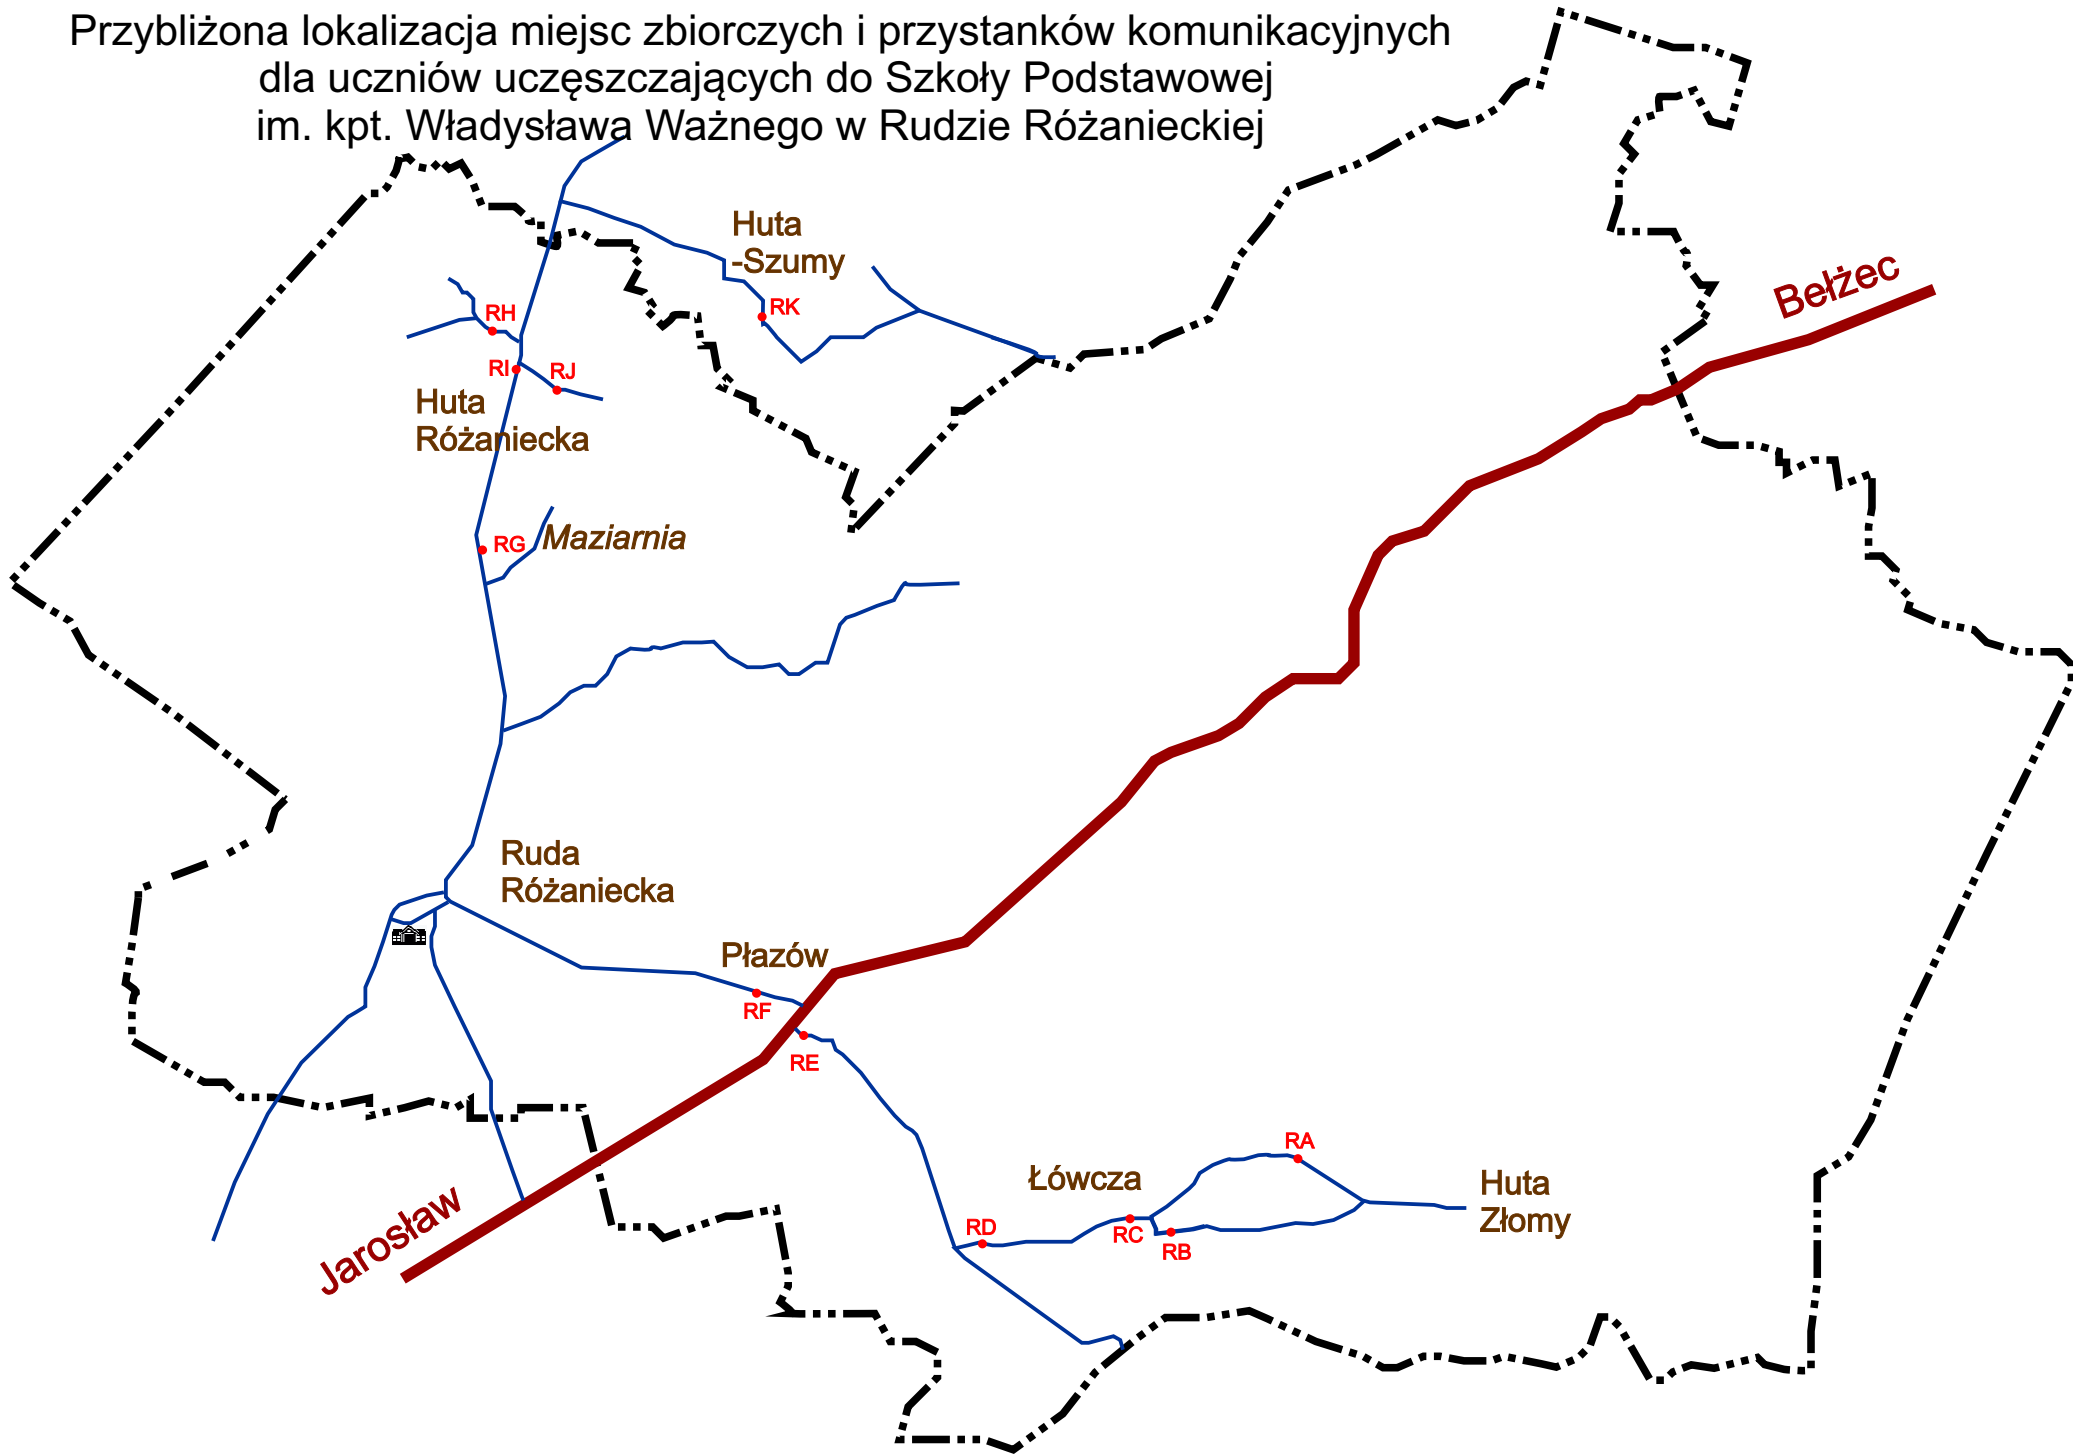 Przybliżona lokalizacja miejsc zbiorczych i przystanków komunikacyjnych
dla uczniów uczęszczających do Szkoły Podstawowej
im. kpt. Władysława Ważnego w Rudzie Różanieckiej
Huta
-Szumy
Bełżec
RK
RH
RI
RJ
Huta
Różaniecka
RG
Maziarnia
Ruda
Różaniecka
Płazów
RF
RE
RA
Łówcza
Huta
Złomy
RD
RC
RB
Jarosław